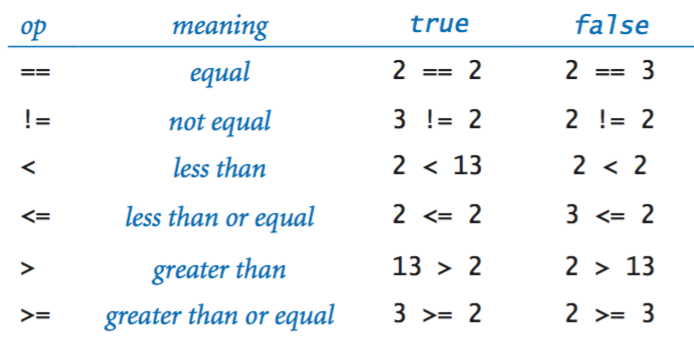 op meaning true false
== equal 2 == 2 2 == 3
!= not equal 3 != 2 2 != 2
< less than 2 < 13 2 < 2
<= less than or equal 2 <= 2 3 <= 2
> greater than 13 > 2 2 > 13
>= greater than or equal 3 >= 2 2 >= 3